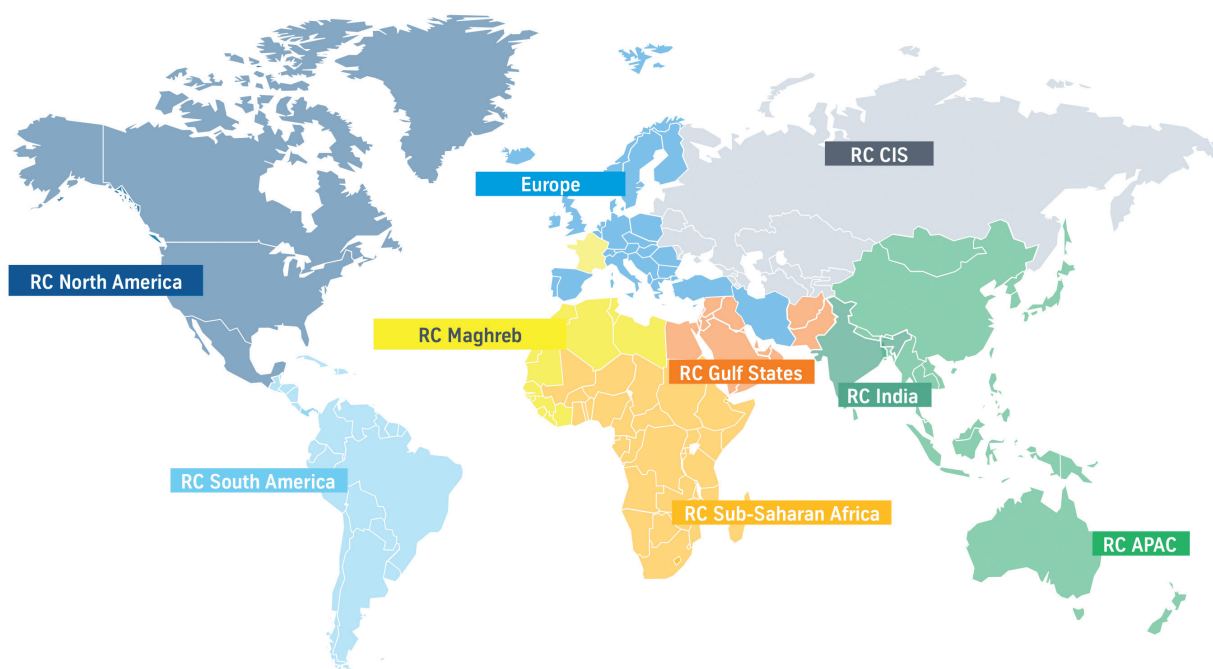 RC CIS
Europe
RC North America
RC Maghreb
RC Gulf States
RC India
RC South America
RC Sub-Saharan Africa
RC APAC